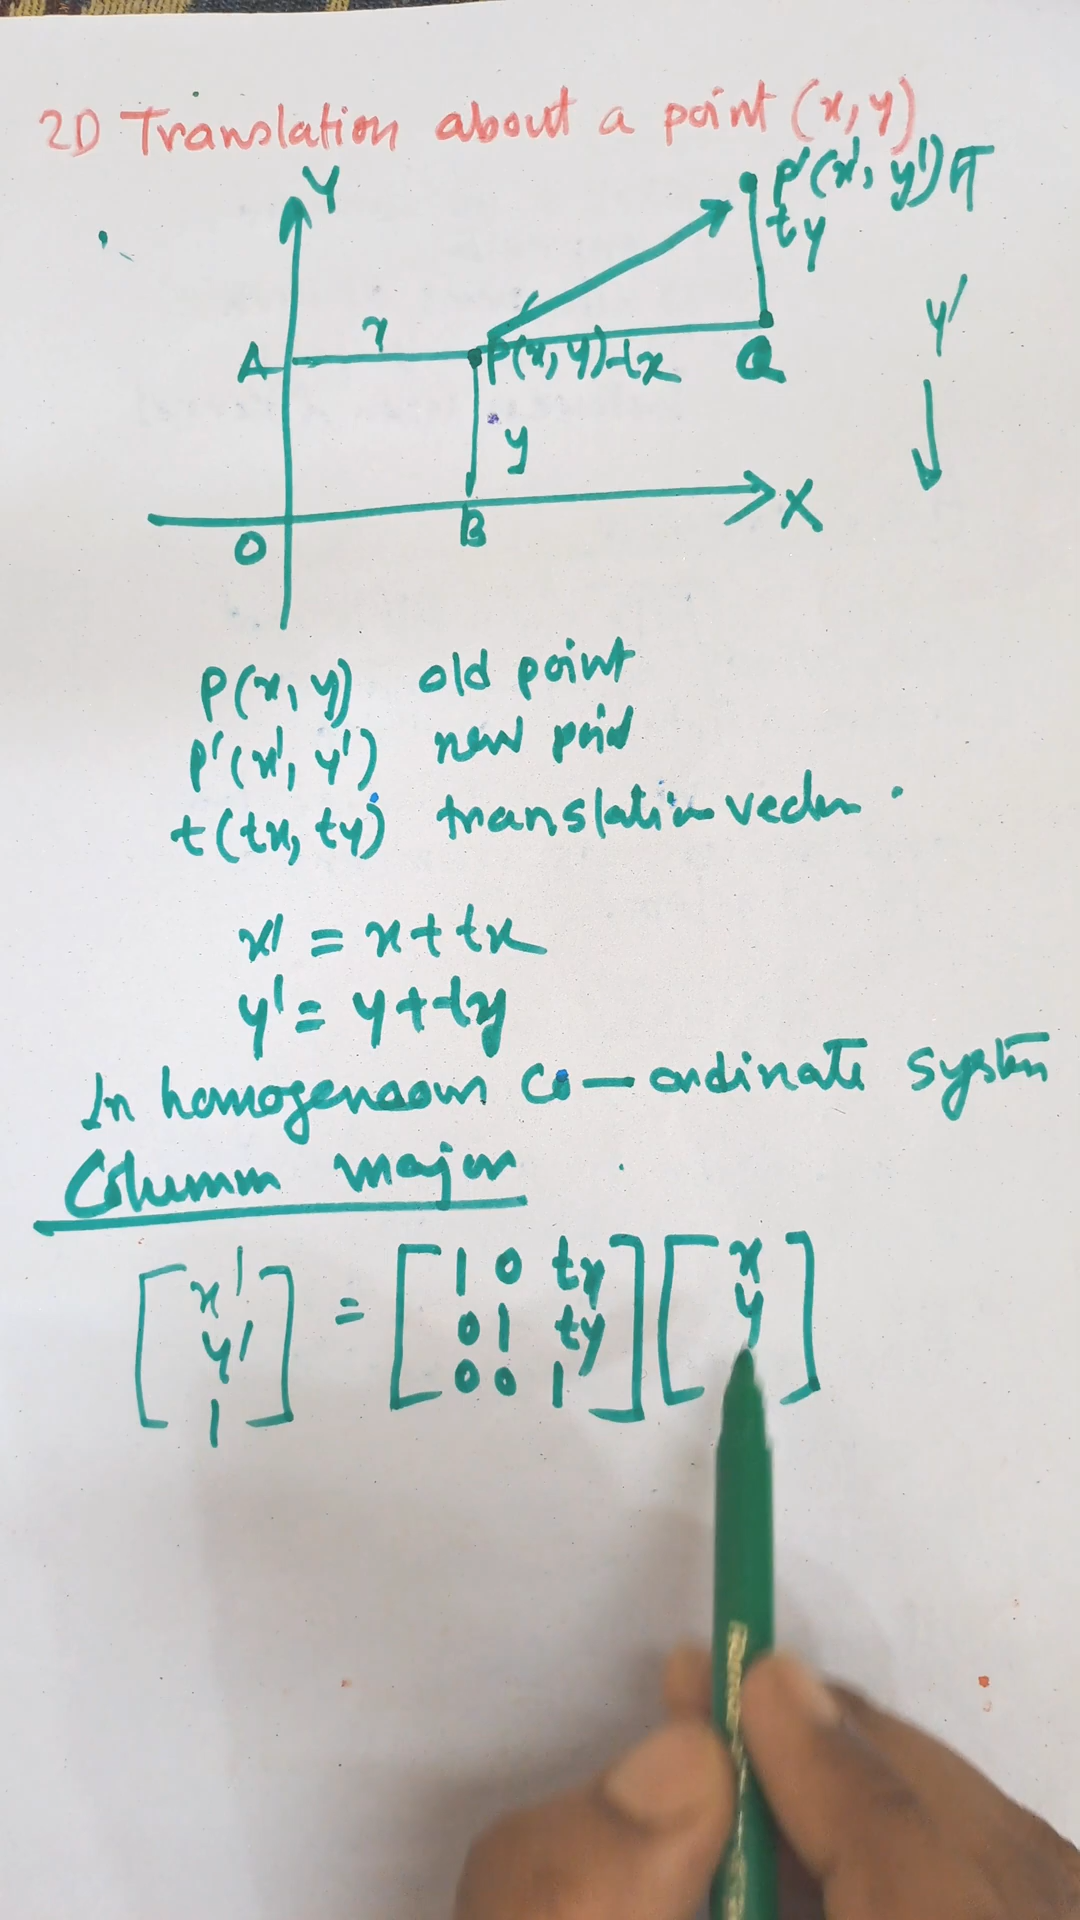 2D Translation about a point (x, y)
Y
P'(x', y')
ty
Y'
x
A
P(x, y) tx
Q
y
X
O
B
P(x, y) old point
P'(x', y') new point
t(tx, ty) translation vector
x' = x + tx
y' = y + ty
In homogeneous co-ordinate system
Column major
[x' y' 1] = [1 0 tx 0 1 ty 0 0 1] [x y]